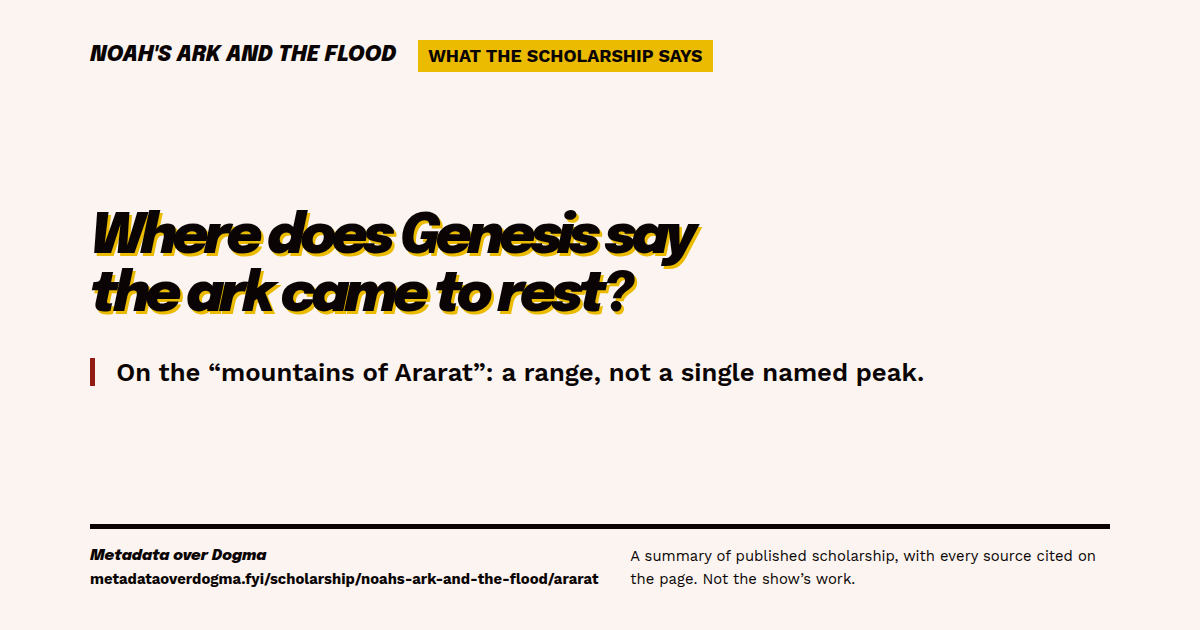 NOAH'S ARK AND THE FLOOD
WHAT THE SCHOLARSHIP SAYS
Where does Genesis say
the ark came to rest?
On the “mountains of Ararat”: a range, not a single named peak.
Metadata over Dogma
metadataoverdogma.fyi/scholarship/noahs-ark-and-the-flood/ararat
A summary of published scholarship, with every source cited on
the page. Not the show’s work.